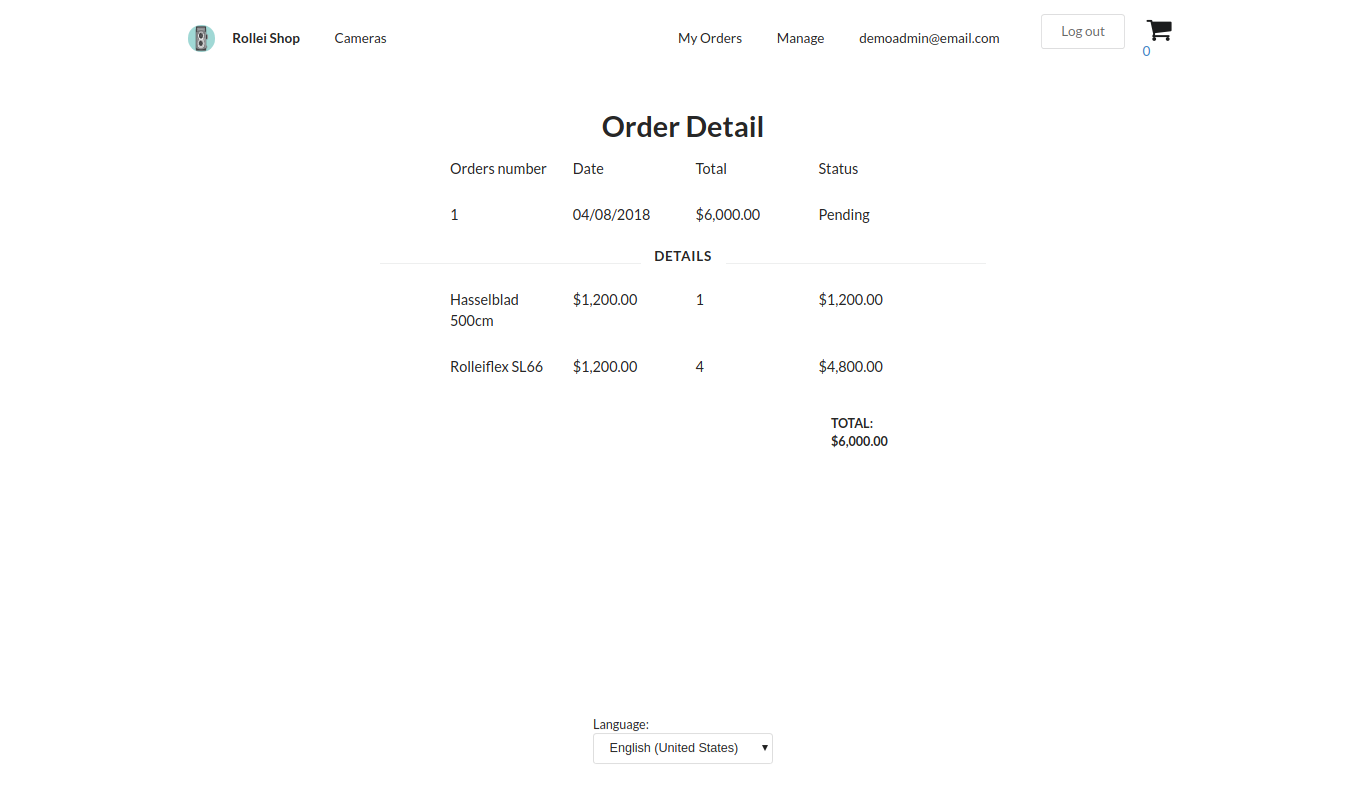 Rollei Shop Cameras My Orders Manage demoadmin@email.com Log out
0
Order Detail
Orders number Date Total Status
1 04/08/2018 $6,000.00 Pending
DETAILS
Hasselblad $1,200.00 1 $1,200.00
500cm
Rolleiflex SL66 $1,200.00 4 $4,800.00
TOTAL:
$6,000.00
Language:
English (United States)